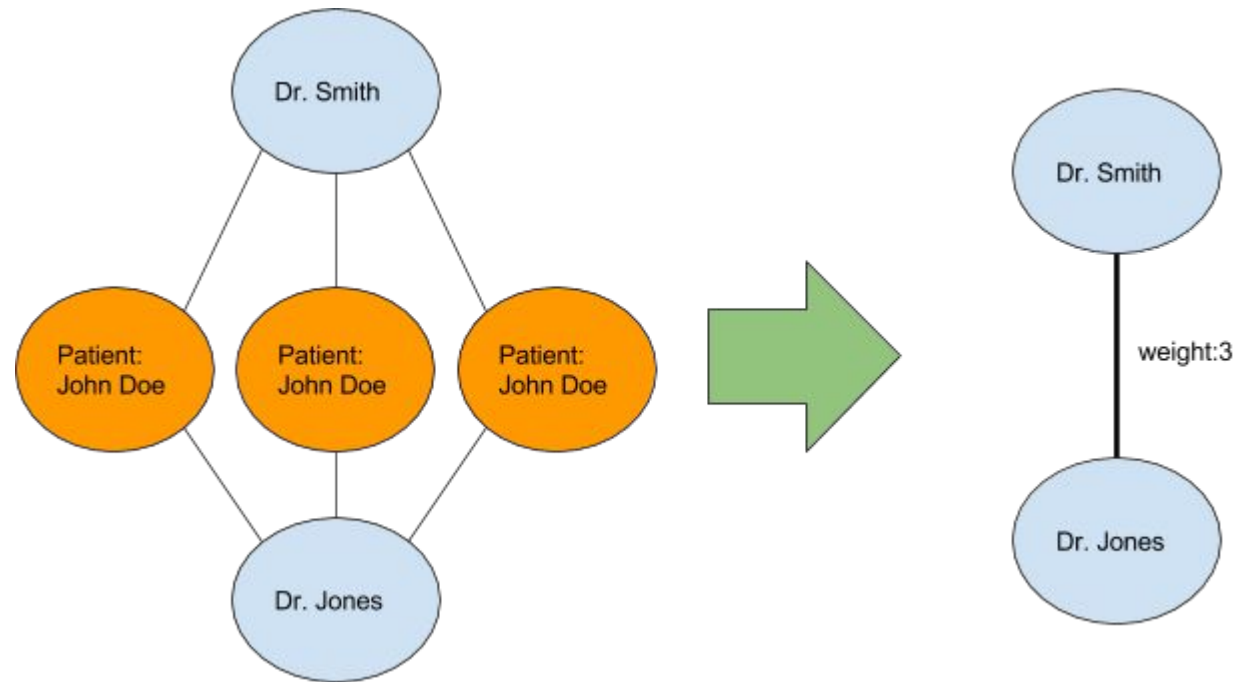 Dr. Smith
Patient:
John Doe
Patient:
John Doe
Patient:
John Doe
Dr. Jones
Dr. Smith
weight:3
Dr. Jones